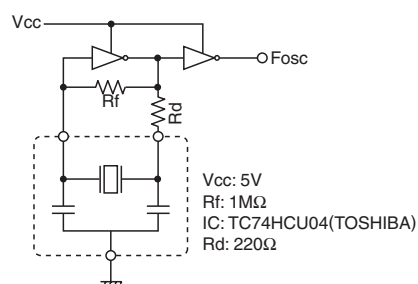 Vcc
Fosc
Rf
Rd
Vcc: 5V
Rf: 1MΩ
IC: TC74HCU04(TOSHIBA)
Rd: 220Ω